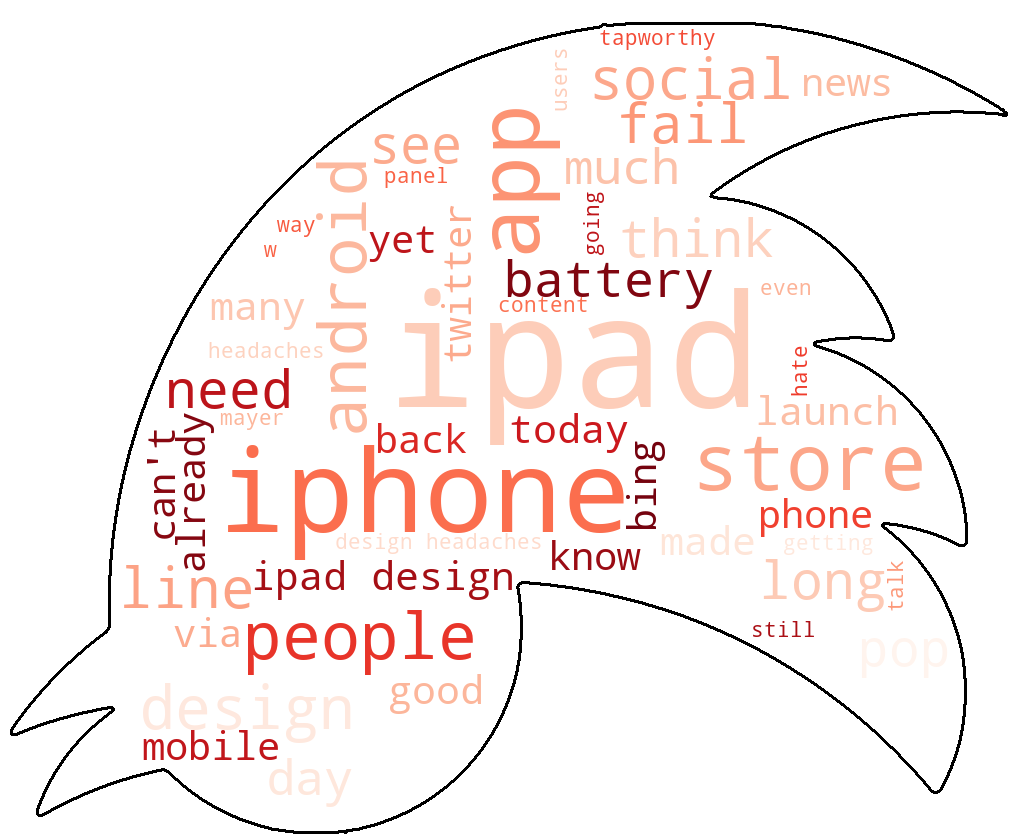 tapworthy
users
social
news
fail
app
see
much
panel
android
going
way
twitter
yet
think
w
battery
even
content
many
ipad
headaches
hate
need
launch
mayer
can't
already
back
today
bing
store
iphone
phone
design headaches
know
made
getting
line
ipad design
long
talk
via
people
still
pop
design
good
mobile
day